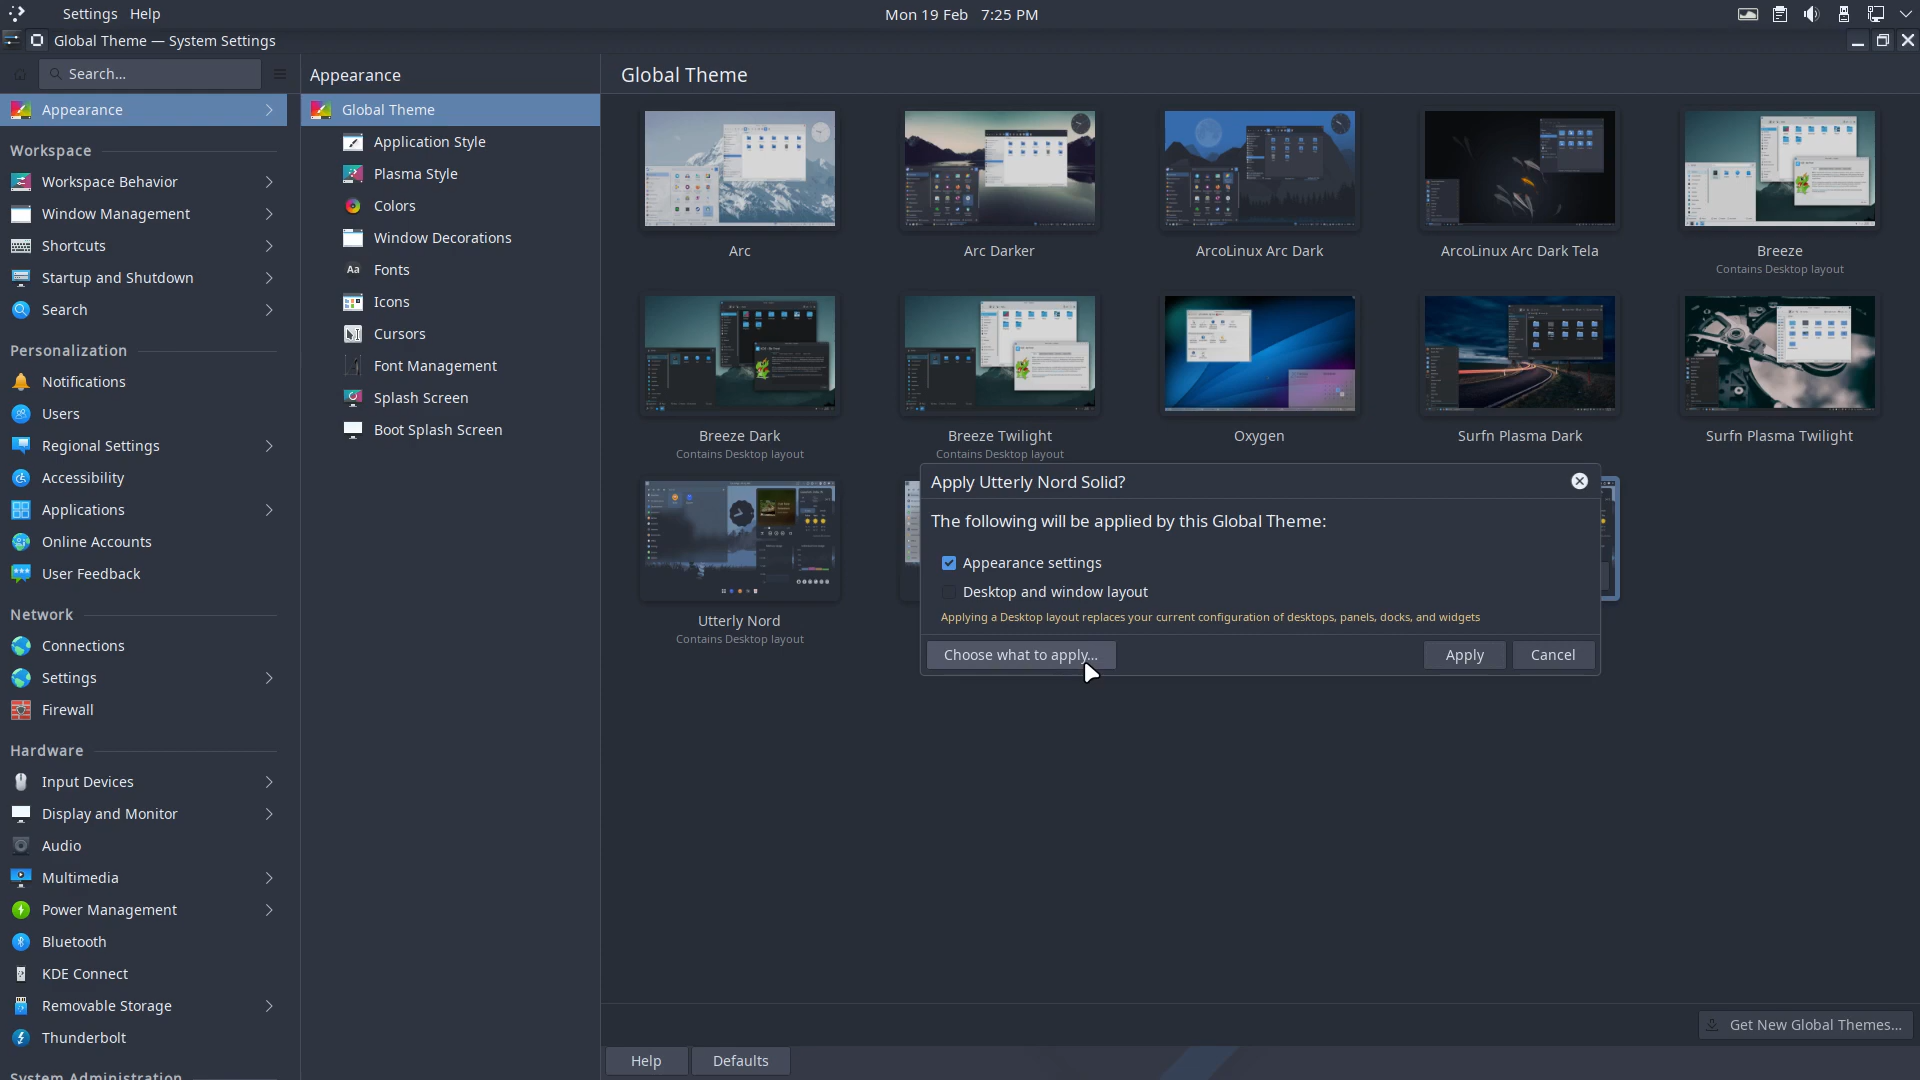 Settings Help
Mon 19 Feb 7:25 PM
Global Theme — System Settings
Search...
Appearance
Workspace
Workspace Behavior
Window Management
Shortcuts
Startup and Shutdown
Search
Personalization
Notifications
Users
Regional Settings
Accessibility
Applications
Online Accounts
User Feedback
Network
Connections
Settings
Firewall
Hardware
Input Devices
Display and Monitor
Audio
Multimedia
Power Management
Bluetooth
KDE Connect
Removable Storage
Thunderbolt
System Administration
Appearance
Global Theme
Application Style
Plasma Style
Colors
Window Decorations
Aa Fonts
Icons
Cursors
Font Management
Splash Screen
Boot Splash Screen
Global Theme
Arc
Arc Darker
ArcoLinux Arc Dark
ArcoLinux Arc Dark Tela
Breeze
Contains Desktop layout
Breeze Dark
Contains Desktop layout
Breeze Twilight
Contains Desktop layout
Oxygen
Surfn Plasma Dark
Surfn Plasma Twilight
Utterly Nord
Contains Desktop layout
Apply Utterly Nord Solid?
The following will be applied by this Global Theme:
Appearance settings
Desktop and window layout
Applying a Desktop layout replaces your current configuration of desktops, panels, docks, and widgets
Choose what to apply...
Apply
Cancel
Get New Global Themes...
Help
Defaults